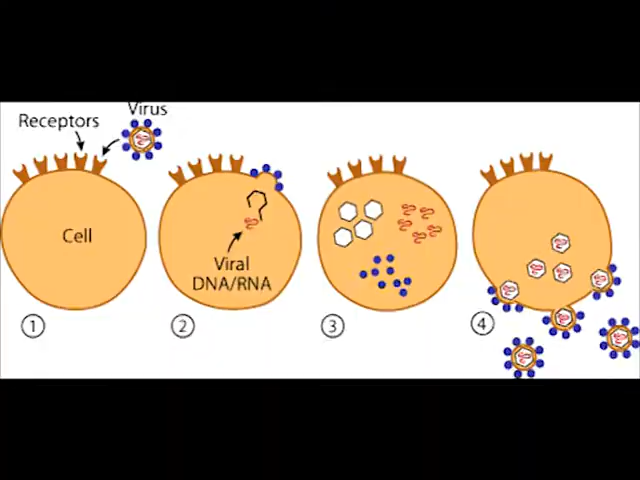 Virus
Receptors
Cell
Viral
DNA/RNA
1
2
3
4